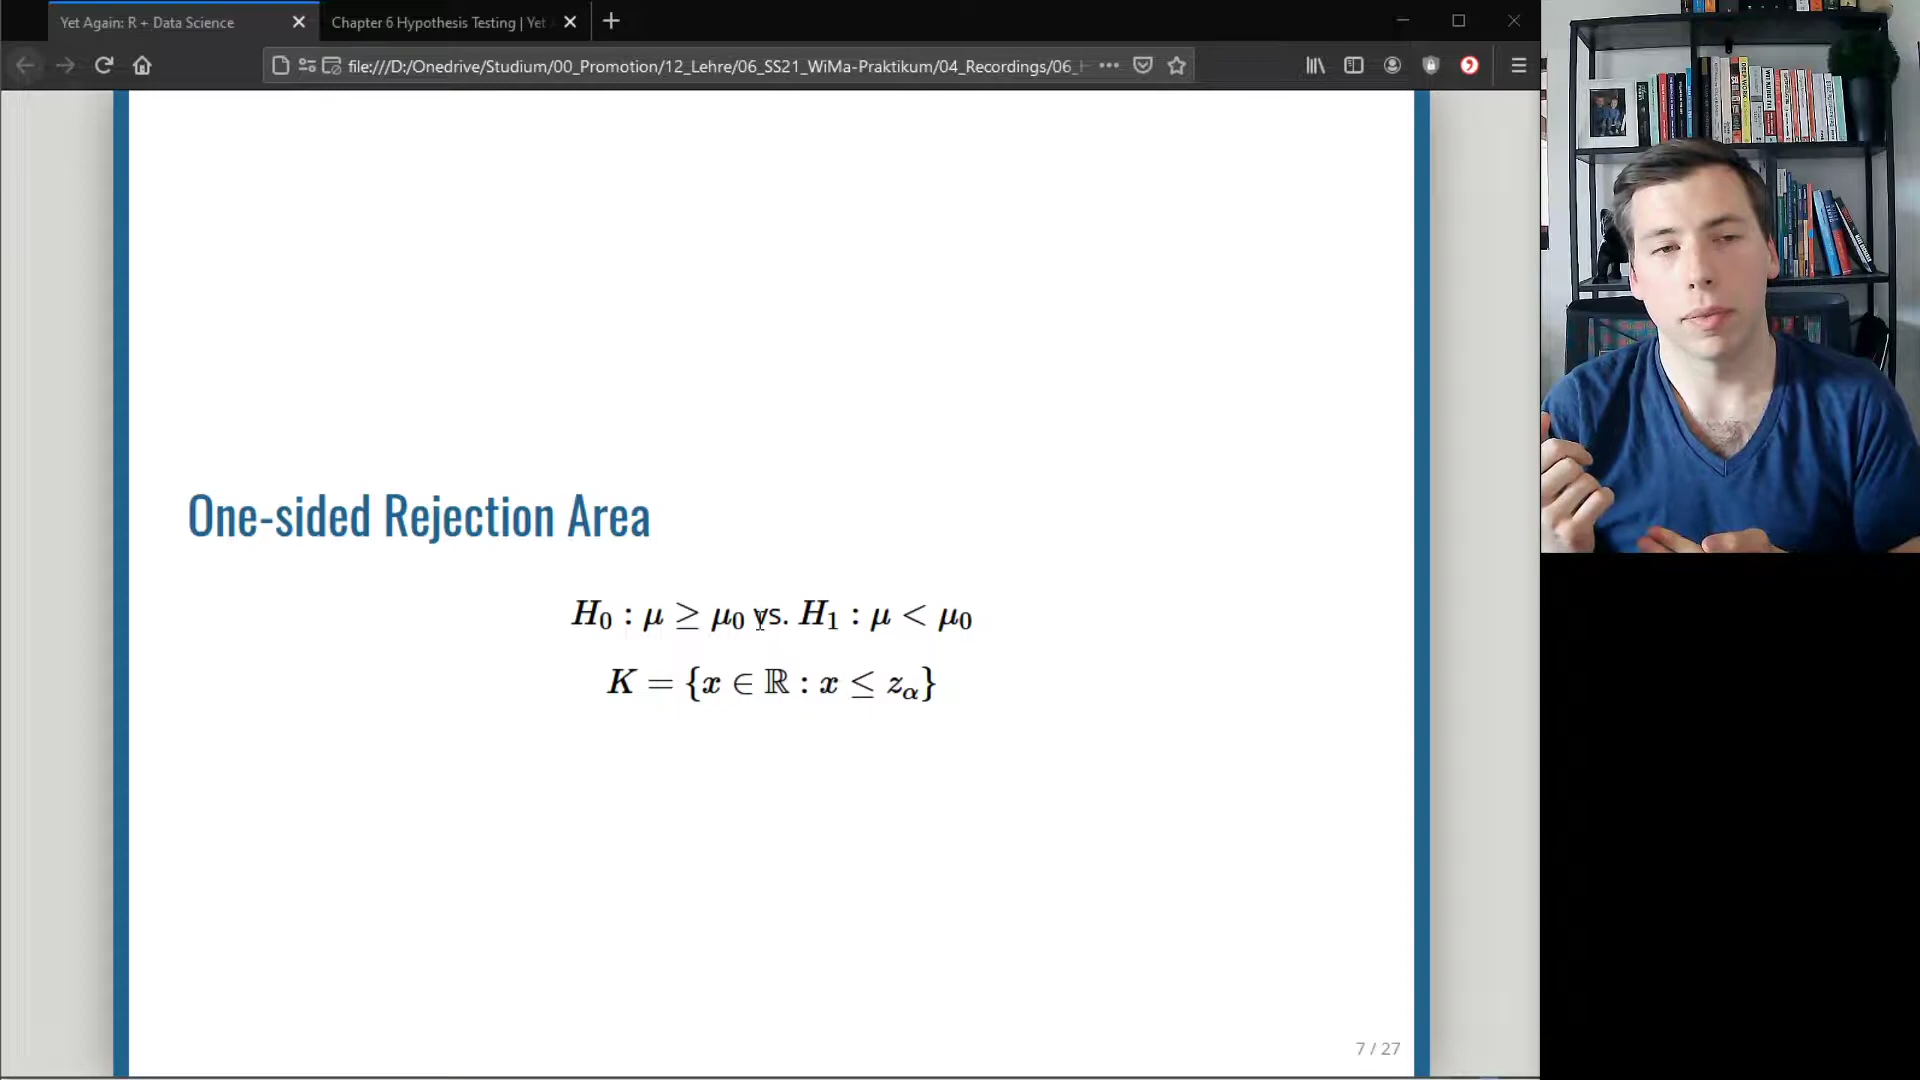 Yet Again: R + Data Science
Chapter 6 Hypothesis Testing | Yet
file:///D:/Onedrive/Studium/00_Promotion/12_Lehre/06_SS21_WiMa-Praktikum/04_Recordings/06_
One-sided Rejection Area
H₀ : μ ≥ μ₀ vs. H₁ : μ < μ₀
K = {x ∈ ℝ : x ≤ z_α}
7 / 27